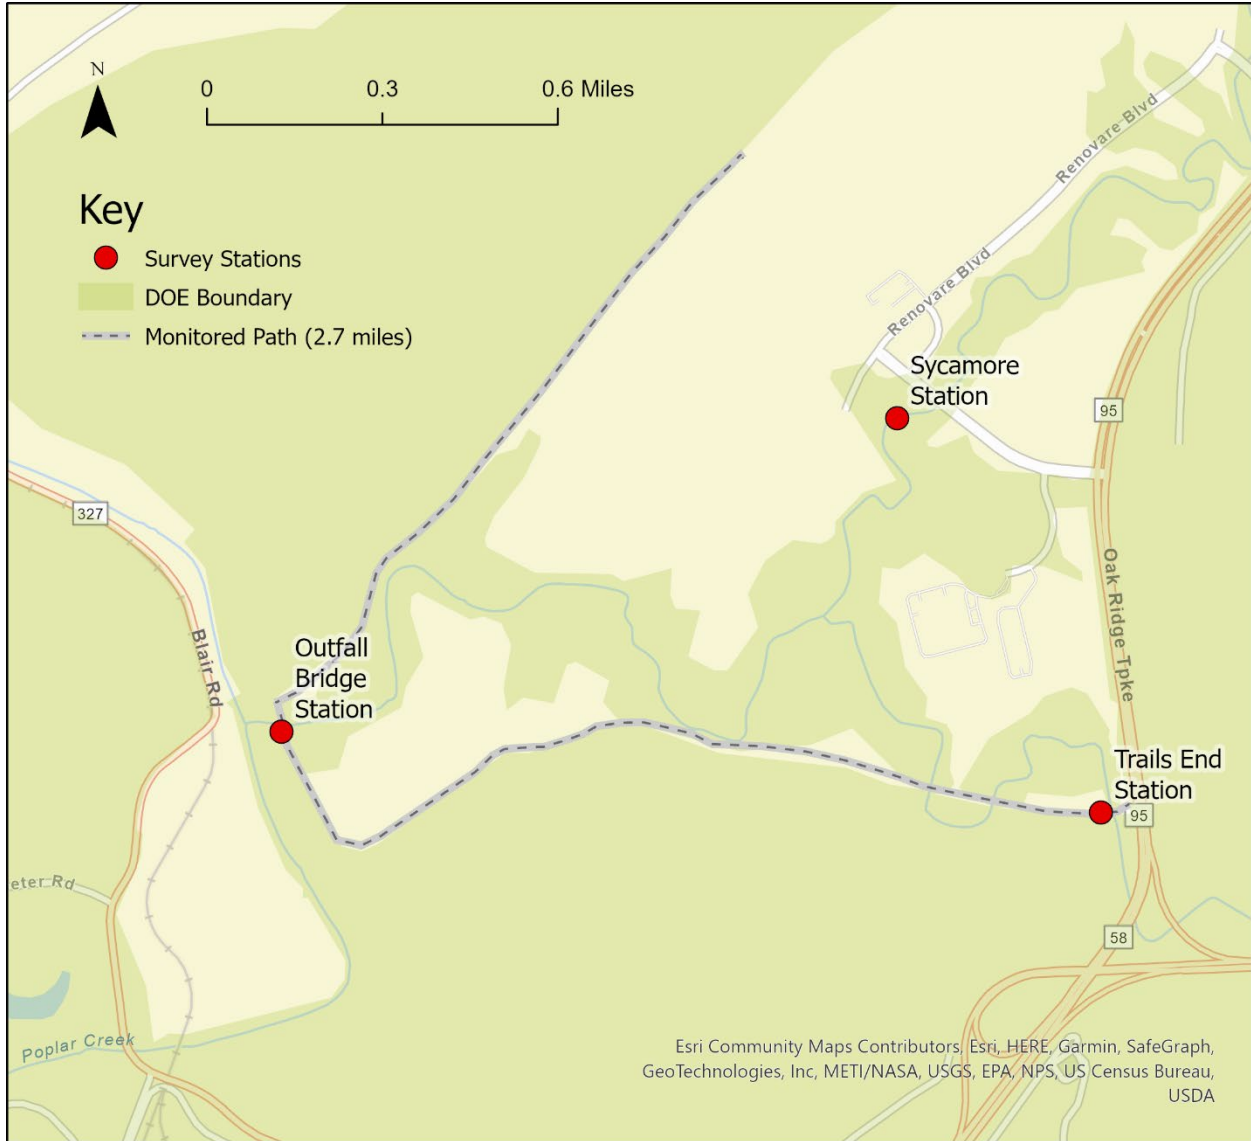 N
0 0.3 0.6 Miles
Key
Survey Stations
DOE Boundary
Monitored Path (2.7 miles)
Renovare Blvd
Renovare Blvd
Sycamore
Station
95
327
Oak Ridge Tpke
Blair Rd
Outfall
Bridge
Station
Trails End
Station
95
eter Rd
58
Poplar Creek
Esri Community Maps Contributors, Esri, HERE, Garmin, SafeGraph,
GeoTechnologies, Inc, METI/NASA, USGS, EPA, NPS, US Census Bureau,
USDA